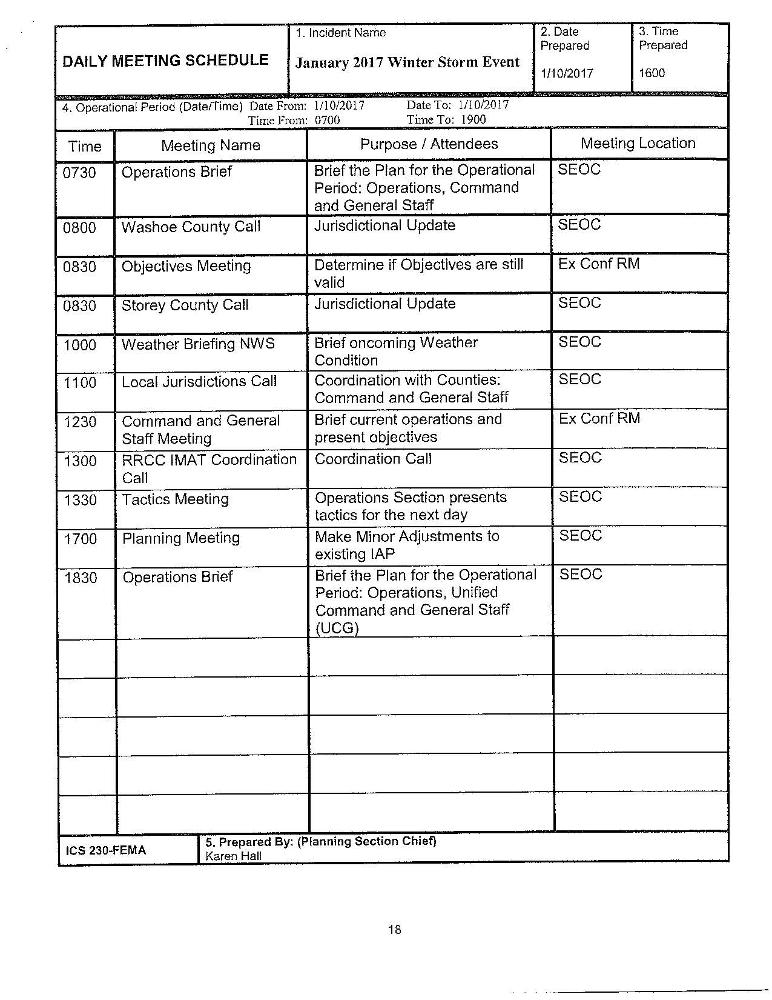 DAILY MEETING SCHEDULE
1. Incident Name
January 2017 Winter Storm Event
2. Date
Prepared
1/10/2017
3. Time
Prepared
1600
4. Operational Period (Date/Time) Date From: 1/10/2017 Date To: 1/10/2017
Time From: 0700 Time To: 1900
Time Meeting Name Purpose / Attendees Meeting Location
0730 Operations Brief Brief the Plan for the Operational SEOC
Period: Operations, Command
and General Staff
0800 Washoe County Call Jurisdictional Update SEOC
0830 Objectives Meeting Determine if Objectives are still Ex Conf RM
valid
0830 Storey County Call Jurisdictional Update SEOC
1000 Weather Briefing NWS Brief oncoming Weather SEOC
Condition
1100 Local Jurisdictions Call Coordination with Counties: SEOC
Command and General Staff
1230 Command and General Brief current operations and Ex Conf RM
Staff Meeting present objectives
1300 RRCC IMAT Coordination Coordination Call SEOC
Call
1330 Tactics Meeting Operations Section presents SEOC
tactics for the next day
1700 Planning Meeting Make Minor Adjustments to SEOC
existing IAP
1830 Operations Brief Brief the Plan for the Operational SEOC
Period: Operations, Unified
Command and General Staff
(UCG)
ICS 230-FEMA
5. Prepared By: (Planning Section Chief)
Karen Hall
18